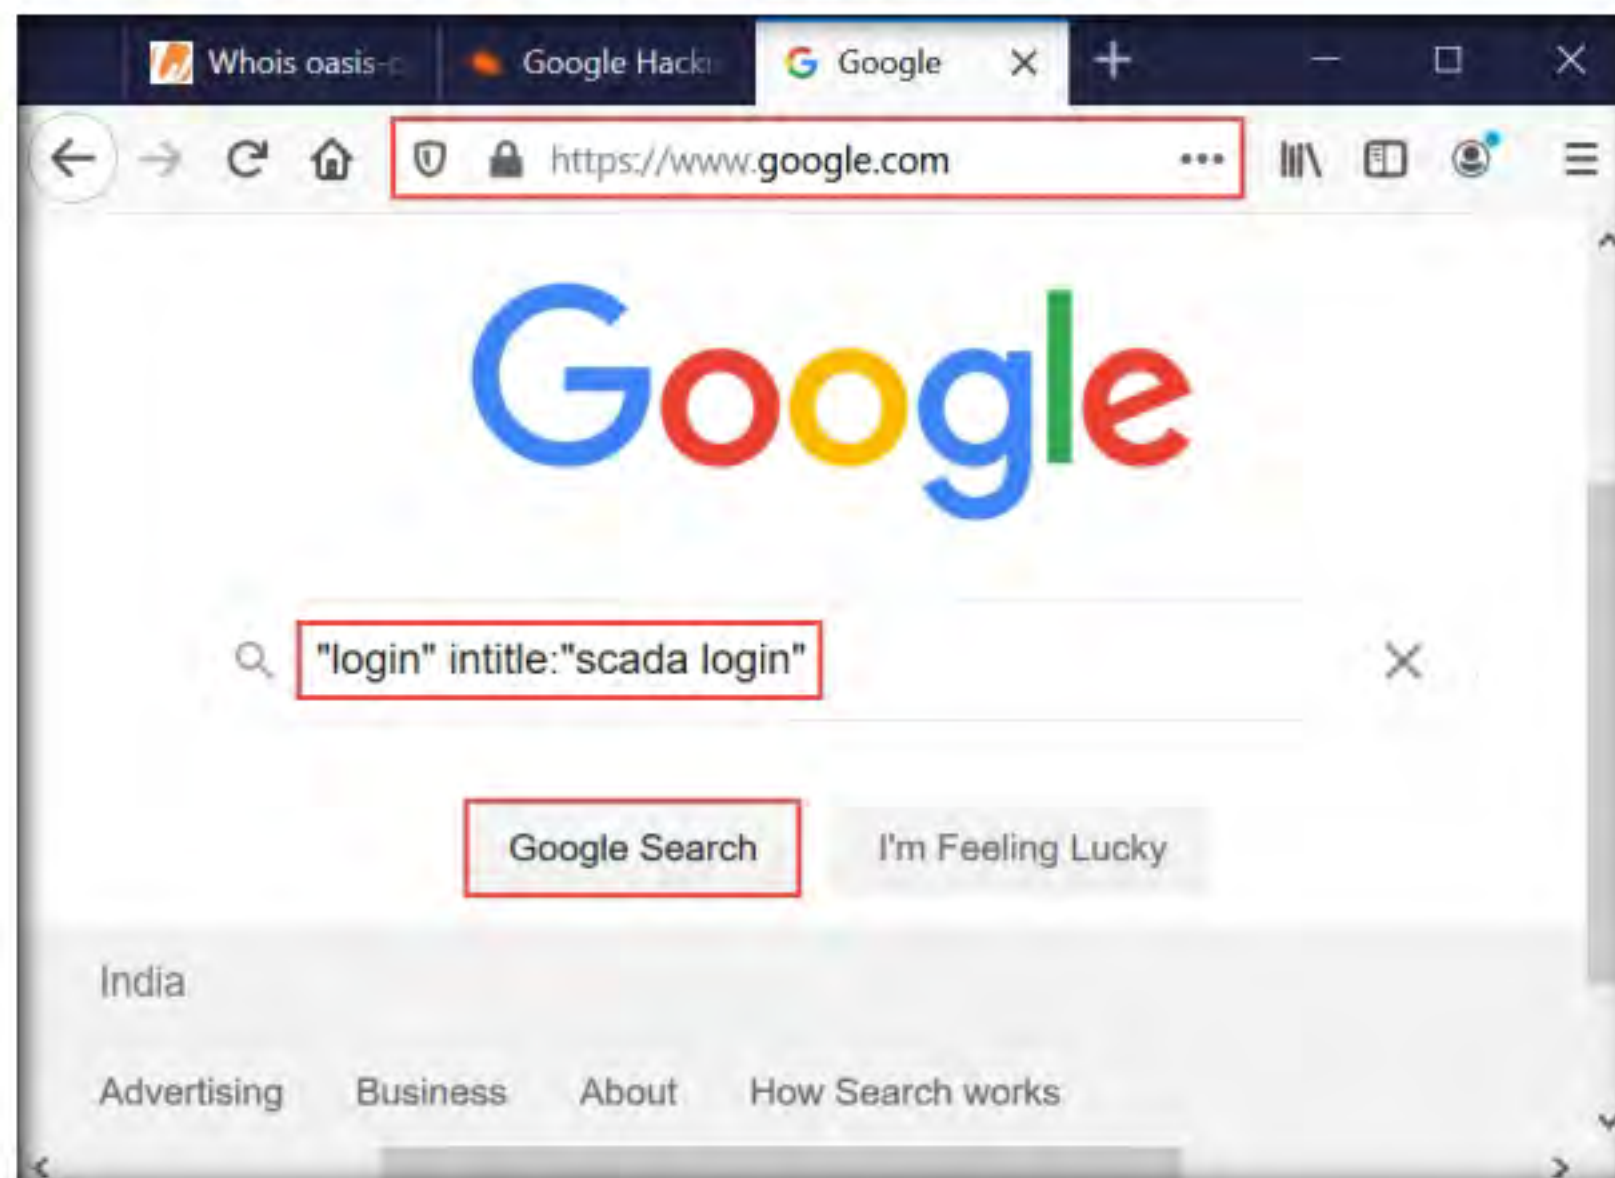 Whois oasis- Google Hack Google
https://www.google.com
Google
"login" intitle:"scada login"
Google Search I'm Feeling Lucky
India
Advertising Business About How Search works